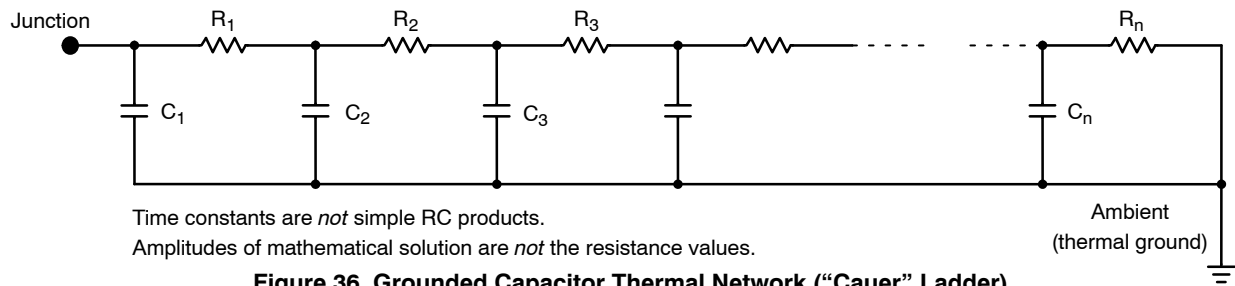 Junction
R1 R2 R3 Rn
C1 C2 C3 Cn
Time constants are not simple RC products.
Amplitudes of mathematical solution are not the resistance values.
Ambient
(thermal ground)
Figure 36. Grounded Capacitor Thermal Network (“Cauer” Ladder)